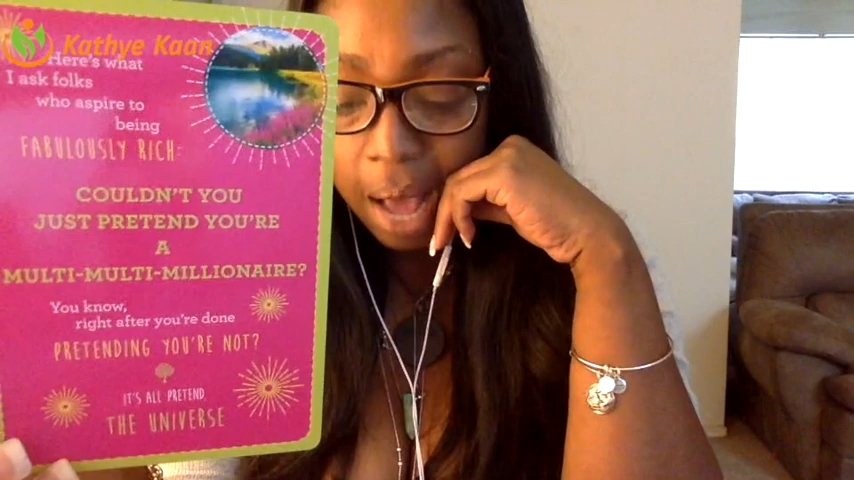 Kathye Kaan
Here's what
I ask folks
who aspire to
being
FABULOUSLY RICH:
COULDN'T YOU
JUST PRETEND YOU'RE
A
MULTI-MULTI-MILLIONAIRE?
You know,
right after you're done
PRETENDING YOU'RE NOT?
IT'S ALL PRETEND,
THE UNIVERSE